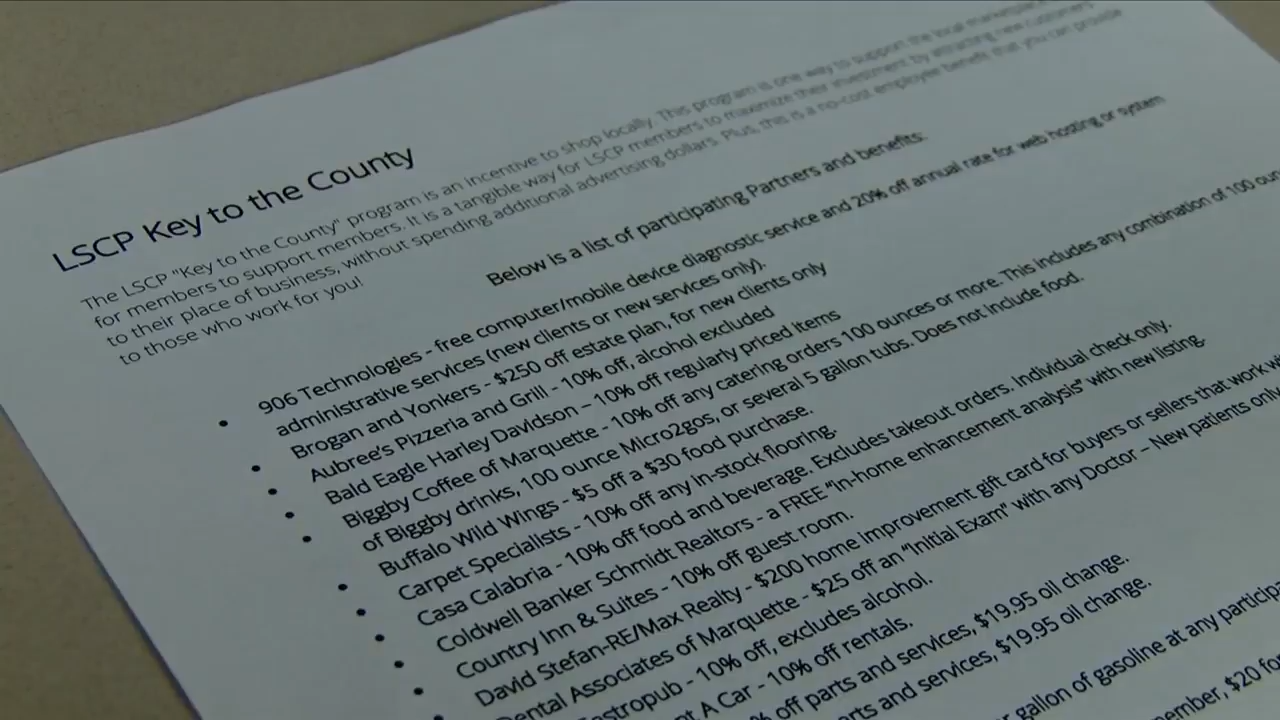 LSCP Key to the County
The LSCP "Key to the County" program is an incentive to shop locally. This program is one way to support the local marketplace
for members to support members. It is a tangible way for LSCP members to maximize their investment by attracting new customers
to their place of business, without spending additional advertising dollars. Plus, this is a no-cost employee benefit that you can provide
to those who work for you!
Below is a list of participating Partners and benefits:
• 906 Technologies - free computer/mobile device diagnostic service and 20% off annual rate for web hosting or system
administrative services (new clients or new services only).
• Brogan and Yonkers - $250 off estate plan, for new clients only
• Aubree's Pizzeria and Grill - 10% off, alcohol excluded
• Bald Eagle Harley Davidson – 10% off regularly priced items
• Biggby Coffee of Marquette - 10% off any catering orders 100 ounces or more. This includes any combination of 100
of Biggby drinks, 100 ounce Micro2gos, or several 5 gallon tubs. Does not include food.
• Buffalo Wild Wings - $5 off a $30 food purchase.
• Carpet Specialists - 10% off any in-stock flooring.
• Casa Calabria - 10% off food and beverage. Excludes takeout orders. Individual check only.
• Coldwell Banker Schmidt Realtors - a FREE "In-home enhancement analysis" with new listing.
• Country Inn & Suites - 10% off guest room.
• David Stefan-RE/Max Realty - $200 home improvement gift card for buyers or sellers that work
Dental Associates of Marquette - $25 off an "Initial Exam" with any Doctor – New patients only
- 10% off, excludes alcohol.
A Car - 10% off rentals.
off parts and services, $19.95 oil change.
and services, $19.95 oil change.
gallon of gasoline at any
$20